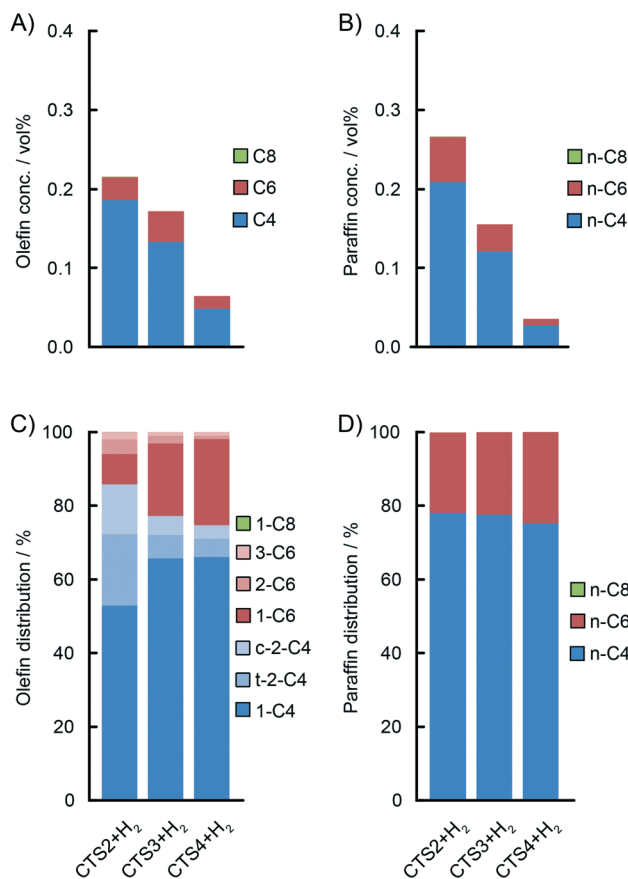 A)
Olefin conc. / vol%
0.4
0.3
0.2
0.1
0.0
C8
C6
C4
B)
Paraffin conc. / vol%
0.4
0.3
0.2
0.1
0.0
n-C8
n-C6
n-C4
C)
Olefin distribution / %
100
80
60
40
20
0
1-C8
3-C6
2-C6
1-C6
c-2-C4
t-2-C4
1-C4
CTS2+H₂
CTS3+H₂
CTS4+H₂
D)
Paraffin distribution / %
100
80
60
40
20
0
n-C8
n-C6
n-C4
CTS2+H₂
CTS3+H₂
CTS4+H₂